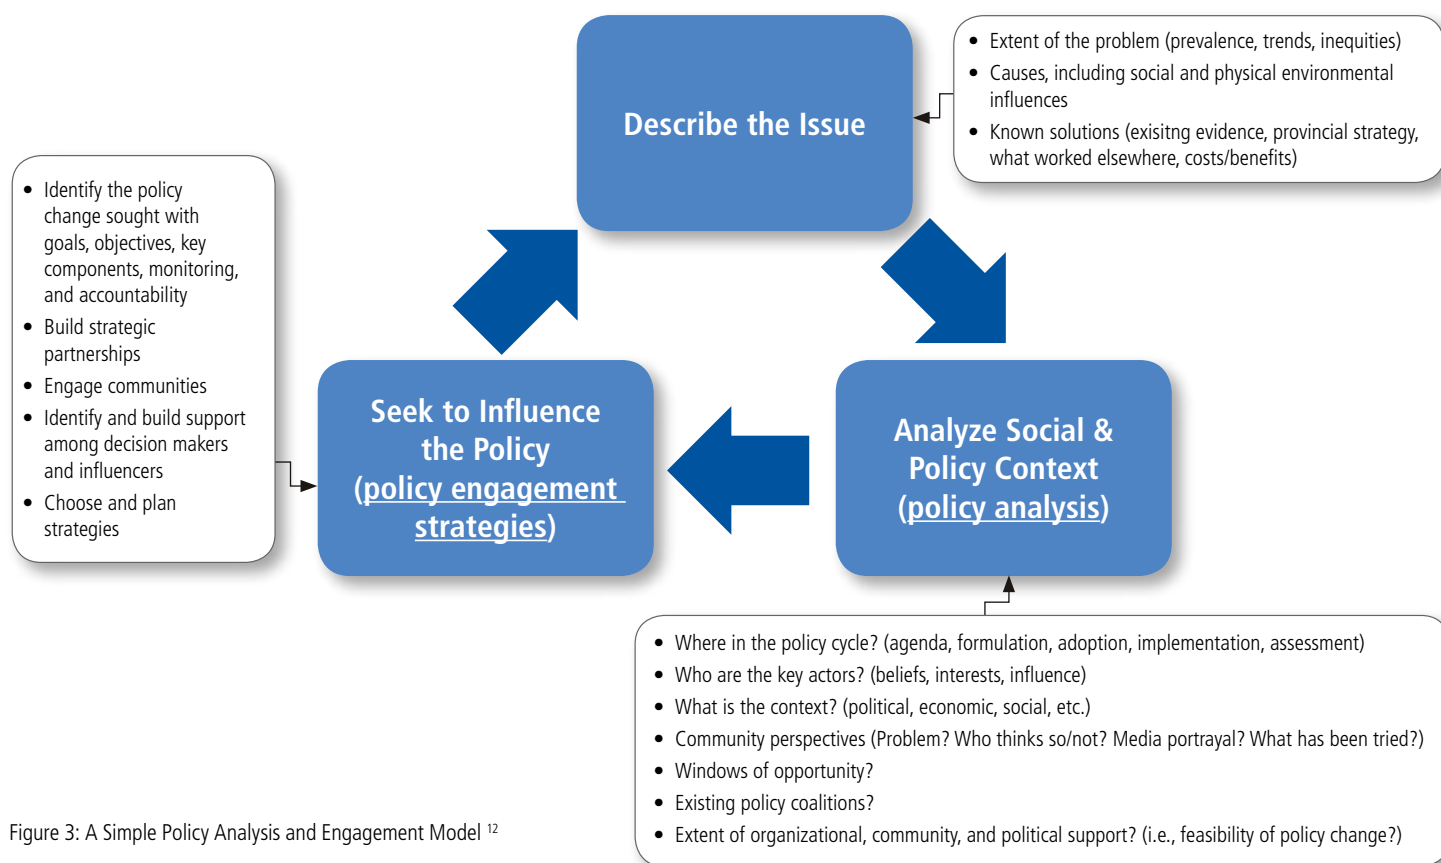 Describe the Issue
• Extent of the problem (prevalence, trends, inequities)
• Causes, including social and physical environmental
influences
• Known solutions (exisitng evidence, provincial strategy,
what worked elsewhere, costs/benefits)
• Identify the policy
change sought with
goals, objectives, key
components, monitoring,
and accountability
• Build strategic
partnerships
• Engage communities
• Identify and build support
among decision makers
and influencers
• Choose and plan
strategies
Seek to Influence
the Policy
(policy engagement
strategies)
Analyze Social &
Policy Context
(policy analysis)
• Where in the policy cycle? (agenda, formulation, adoption, implementation, assessment)
• Who are the key actors? (beliefs, interests, influence)
• What is the context? (political, economic, social, etc.)
• Community perspectives (Problem? Who thinks so/not? Media portrayal? What has been tried?)
• Windows of opportunity?
• Existing policy coalitions?
• Extent of organizational, community, and political support? (i.e., feasibility of policy change?)
Figure 3: A Simple Policy Analysis and Engagement Model 12